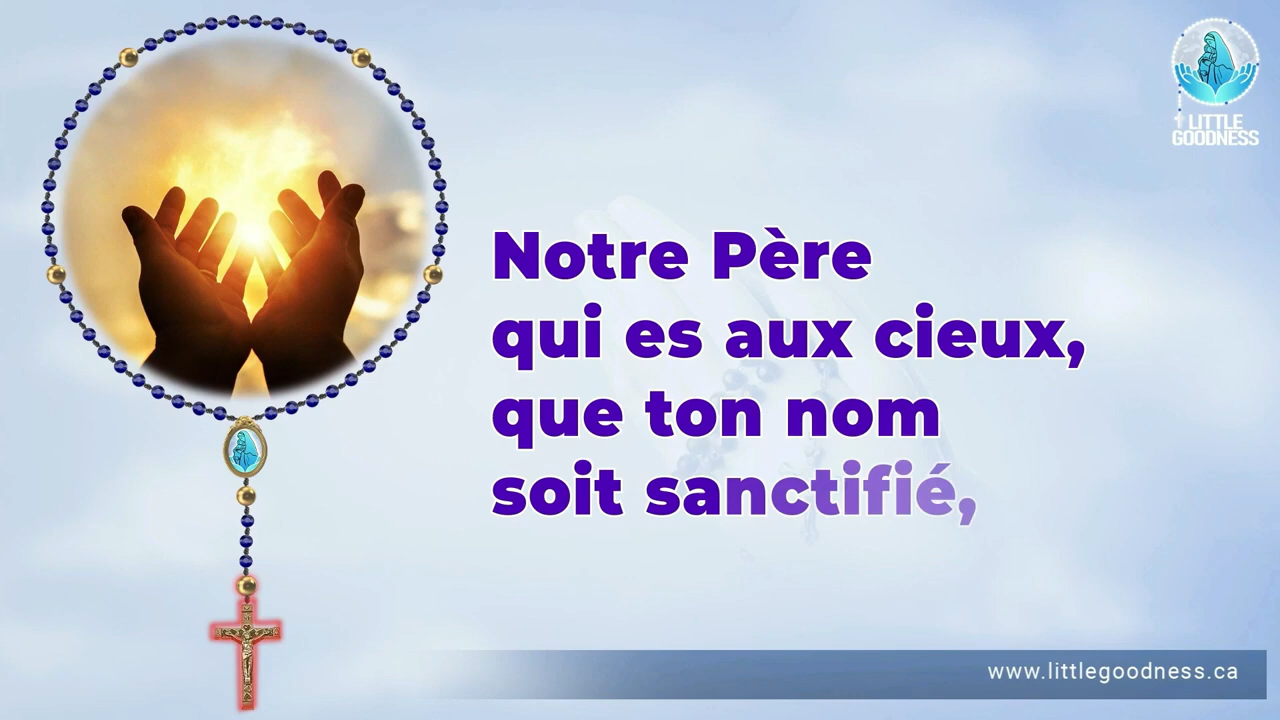 LITTLE
GOODNESS
Notre Père
qui es aux cieux,
que ton nom
soit sanctifié,
www.littlegoodness.ca